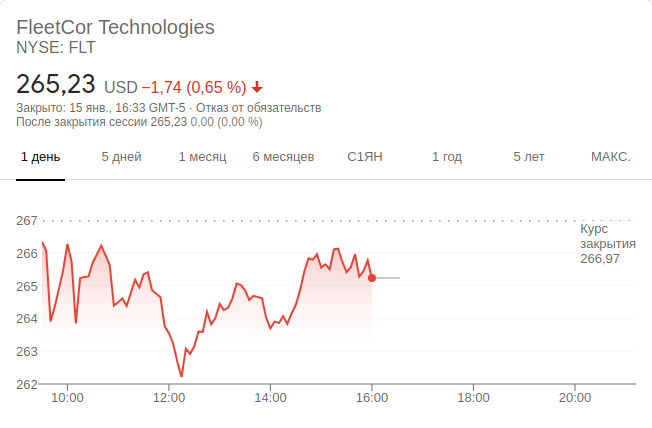 FleetCor Technologies
NYSE: FLT
265,23 USD −1,74 (0,65 %)
Закрыто: 15 янв., 16:33 GMT-5 · Отказ от обязательств
После закрытия сессии 265,23 0,00 (0,00 %)
1 день 5 дней 1 месяц 6 месяцев С1ЯН 1 год 5 лет МАКС.
267
Курс
закрытия
266,97
266
265
264
263
262
10:00 12:00 14:00 16:00 18:00 20:00